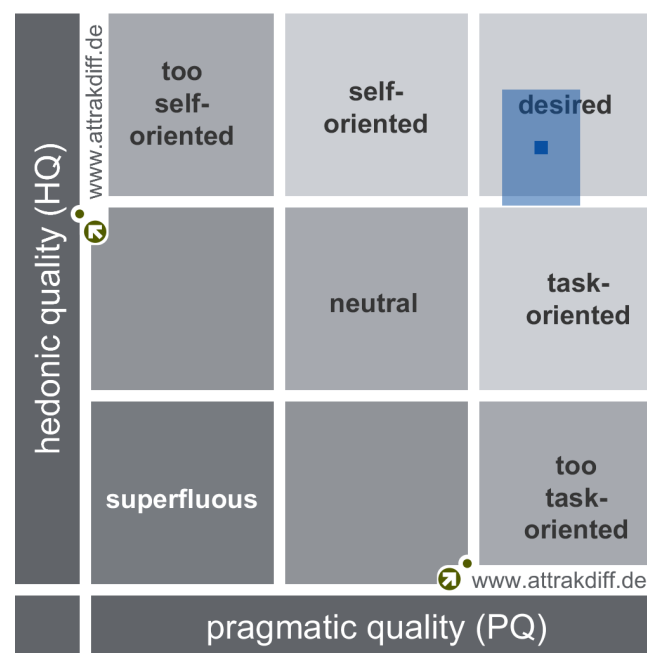 www.attrakdiff.de
too
self-
oriented
self-
oriented
desired
hedonic quality (HQ)
neutral
task-
oriented
superfluous
too
task-
oriented
www.attrakdiff.de
pragmatic quality (PQ)